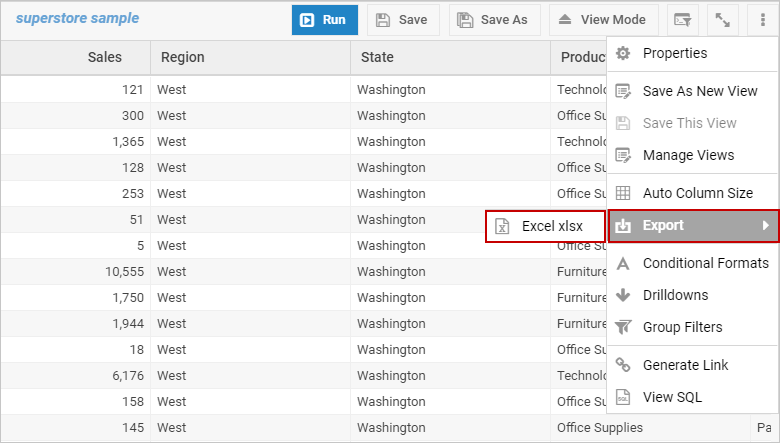 superstore sample Run Save Save As View Mode
Sales Region State Product
Properties
121 West Washington Technolo
Save As New View
300 West Washington Office Su
Save This View
1,365 West Washington Technolo
Manage Views
128 West Washington Office Su
253 West Washington Office Su
Auto Column Size
51 West Washington
Excel xlsx
Export
5 West Washington Office Su
10,555 West Washington Furniture
Conditional Formats
1,750 West Washington Furniture
Drilldowns
1,944 West Washington Furniture
Group Filters
18 West Washington Office Su
Generate Link
6,176 West Washington Technolo
SQL View SQL
158 West Washington Office Su
145 West Washington Office Supplies Pa